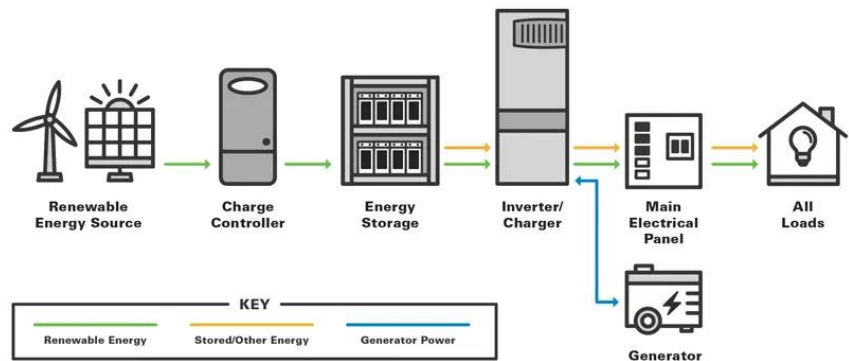 Renewable
Energy Source
Charge
Controller
Energy
Storage
Inverter/
Charger
Main
Electrical
Panel
All
Loads
Generator
KEY
Renewable Energy
Stored/Other Energy
Generator Power